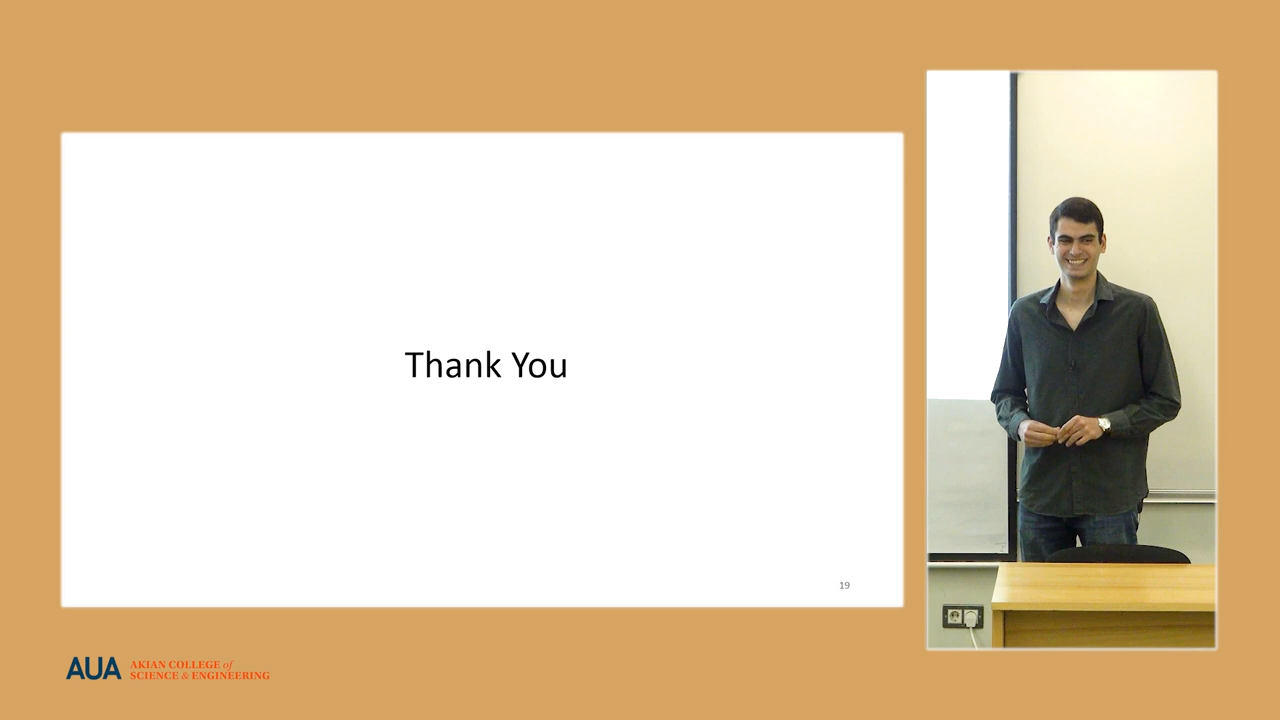 Thank You
19
AUA
AKIAN COLLEGE of
SCIENCE & ENGINEERING